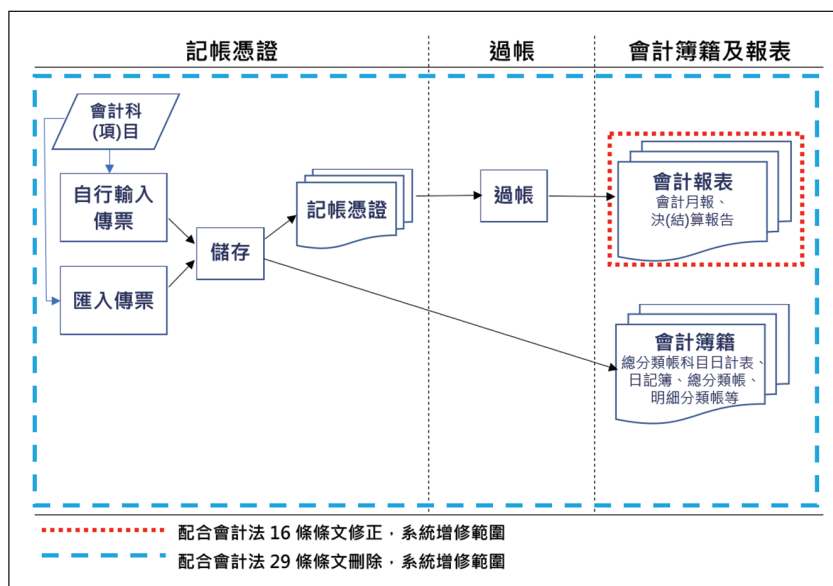 記帳憑證
過帳
會計簿籍及報表
會計科
(項)目
自行輸入
傳票
匯入傳票
儲存
記帳憑證
過帳
會計報表
會計月報、
決(結)算報告
會計簿籍
總分類帳科目日計表、
日記簿、總分類帳、
明細分類帳等
配合會計法 16 條條文修正，系統增修範圍
配合會計法 29 條條文刪除，系統增修範圍